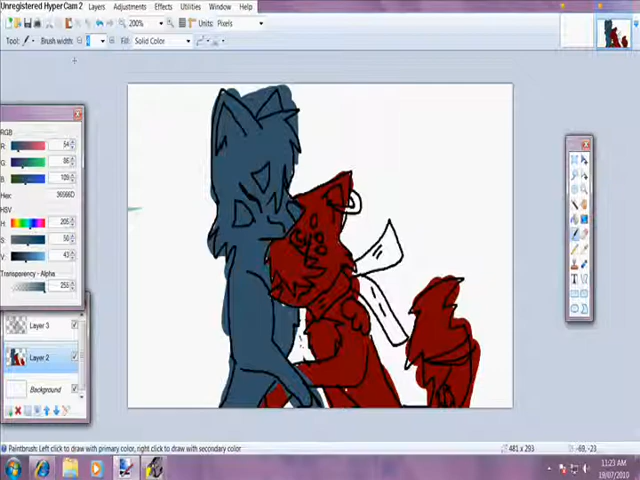 Unregistered HyperCam 2
Layers Adjustments Effects Utilities Window Help
200% Units: Pixels
Tool: Brush width: Fill: Solid Color
RGB
R: 54
G: 86
B: 109
Hex: 36566D
HSV
H: 205
S: 50
V: 43
Transparency - Alpha
255
Layer 3
Layer 2
Background
Paintbrush: Left click to draw with primary color, right click to draw with secondary color
481 x 293
-69, -23
11:23 AM
19/07/2010